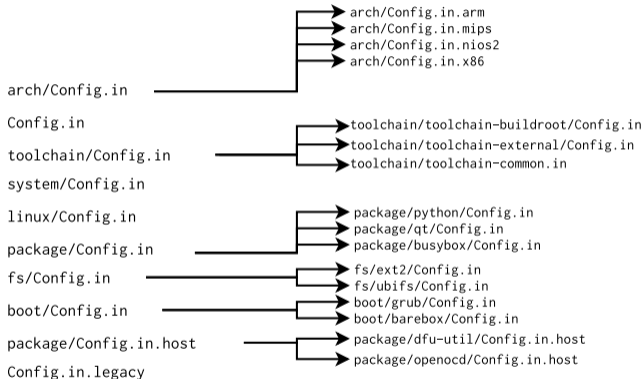 arch/Config.in.arm
arch/Config.in.mips
arch/Config.in.nios2
arch/Config.in.x86
arch/Config.in
Config.in
toolchain/toolchain-buildroot/Config.in
toolchain/toolchain-external/Config.in
toolchain/Config.in
toolchain/toolchain-common.in
system/Config.in
linux/Config.in
package/python/Config.in
package/qt/Config.in
package/busybox/Config.in
package/Config.in
fs/ext2/Config.in
fs/Config.in
fs/ubifs/Config.in
boot/grub/Config.in
boot/Config.in
boot/barebox/Config.in
package/dfu-util/Config.in.host
package/Config.in.host
package/openocd/Config.in.host
Config.in.legacy